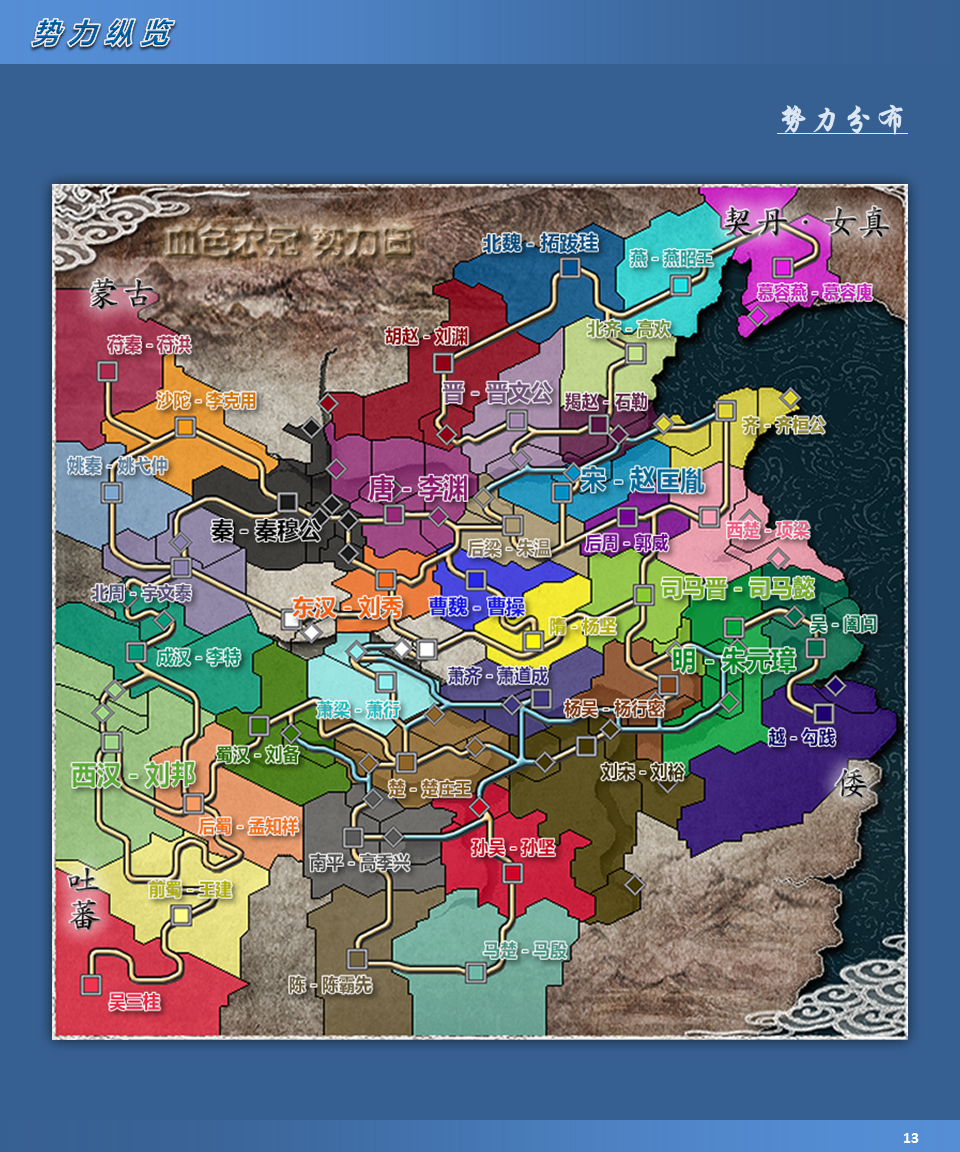 势力纵览
势力分布
血色衣冠 势力图
契丹·女真
北魏 - 拓跋珪
燕 - 燕昭王
慕容燕 - 慕容廆
蒙古
胡赵 - 刘渊
北齐 - 高欢
苻秦 - 苻洪
晋 - 晋文公
沙陀 - 李克用
羯赵 - 石勒
齐 - 齐桓公
姚秦 - 姚弋仲
唐 - 李渊
宋 - 赵匡胤
秦 - 秦穆公
后梁 - 朱温
后周 - 郭威
西楚 - 项梁
北周 - 宇文泰
东汉 - 刘秀
曹魏 - 曹操
司马晋 - 司马懿
隋 - 杨坚
吴 - 阖闾
成汉 - 李特
明 - 朱元璋
萧齐 - 萧道成
萧梁 - 萧衍
杨吴 - 杨行密
越 - 勾践
蜀汉 - 刘备
西汉 - 刘邦
楚 - 楚庄王
刘宋 - 刘裕
倭
后蜀 - 孟知祥
孙吴 - 孙坚
南平 - 高季兴
吐蕃
前蜀 - 王建
马楚 - 马殷
陈 - 陈霸先
吴三桂
13